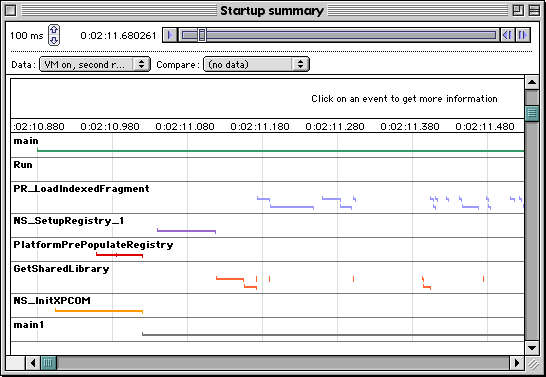 Startup summary
100 ms 0:02:11.680261
Data: VM on, second r... Compare: (no data)
Click on an event to get more information
:02:10.880 0:02:10.980 0:02:11.080 0:02:11.180 0:02:11.280 0:02:11.380 0:02:11.480
main
Run
PR_LoadIndexedFragment
NS_SetupRegistry_1
PlatformPrePopulateRegistry
GetSharedLibrary
NS_InitXPCOM
main1